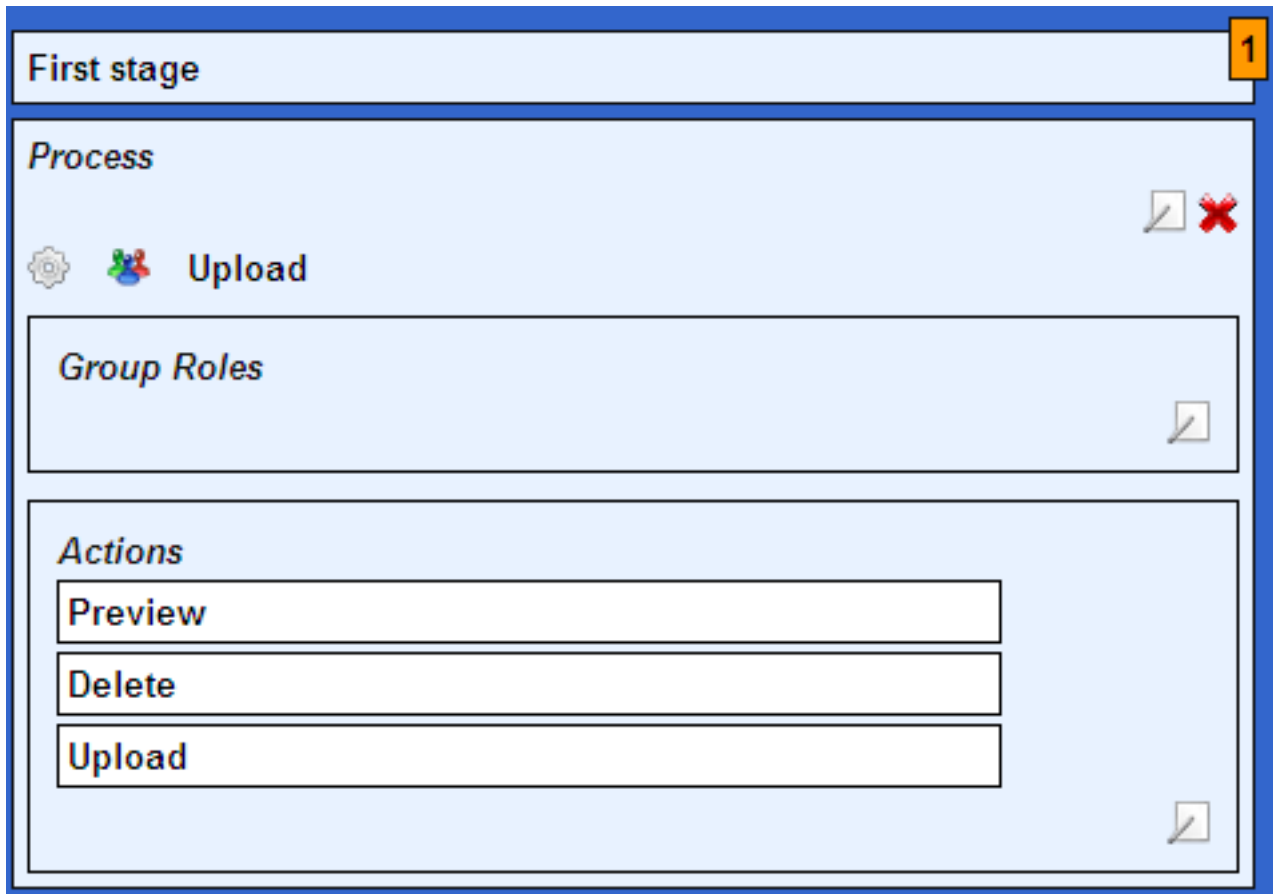 First stage
1
Process
Upload
Group Roles
Actions
Preview
Delete
Upload